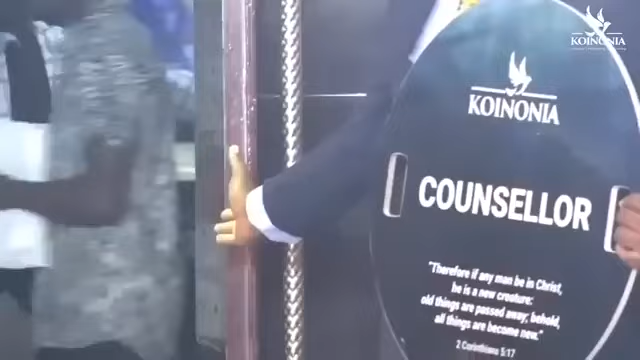 KOINONIA
KOINONIA
COUNSELLOR
"Therefore if any man be in Christ,
he is a new creature:
old things are passed away; behold,
all things are become new."
2 Corinthians 5:17